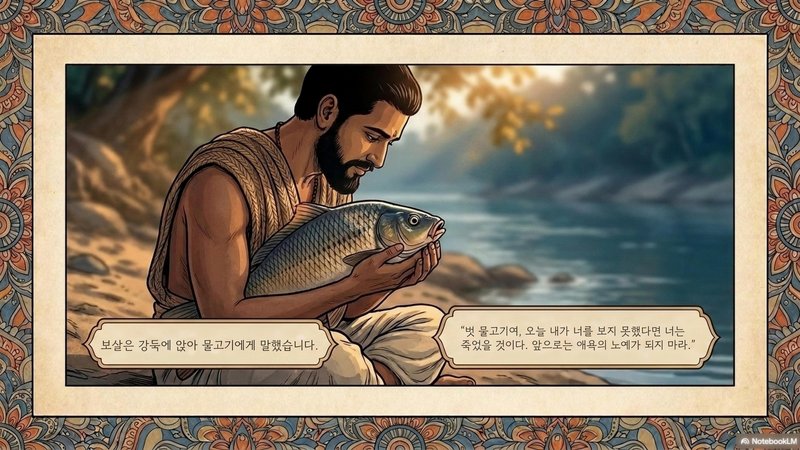 보살은 강둑에 앉아 물고기에게 말했습니다.
“벗 물고기여, 오늘 내가 너를 보지 못했다면 너는
죽었을 것이다. 앞으로는 애욕의 노예가 되지 마라.”
NotebookLM